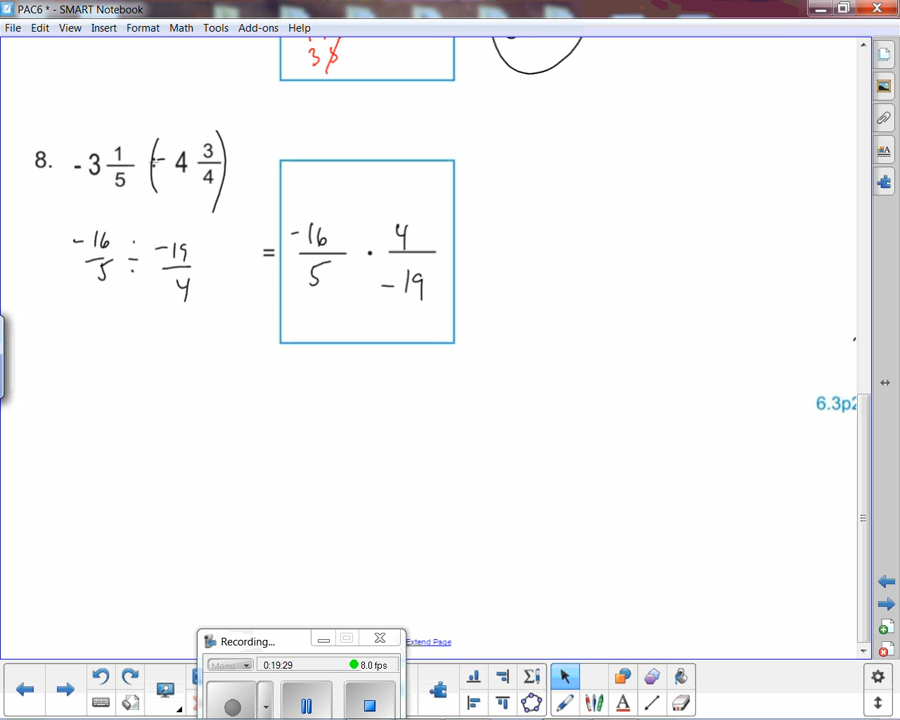 PAC6 * - SMART Notebook
File Edit View Insert Format Math Tools Add-ons Help
3 8
8. - 3 1/5 (÷ - 4 3/4)
-16/5 ÷ -19/4 = -16/5 · 4/-19
6.3p2
Recording...
Extend Page
Menu 0:19:29 8.0 fps
A